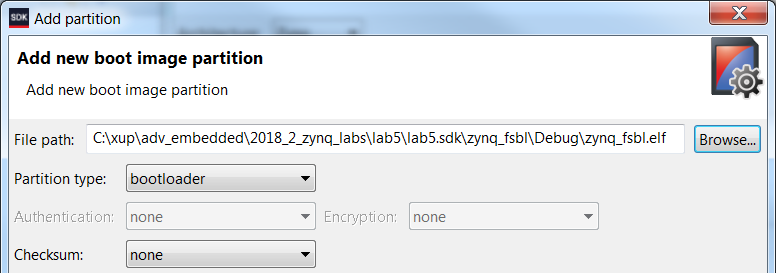 SDK Add partition
Add new boot image partition
Add new boot image partition
File path: C:\xup\adv_embedded\2018_2_zynq_labs\lab5\lab5.sdk\zynq_fsbl\Debug\zynq_fsbl.elf Browse...
Partition type: bootloader
Authentication: none Encryption: none
Checksum: none